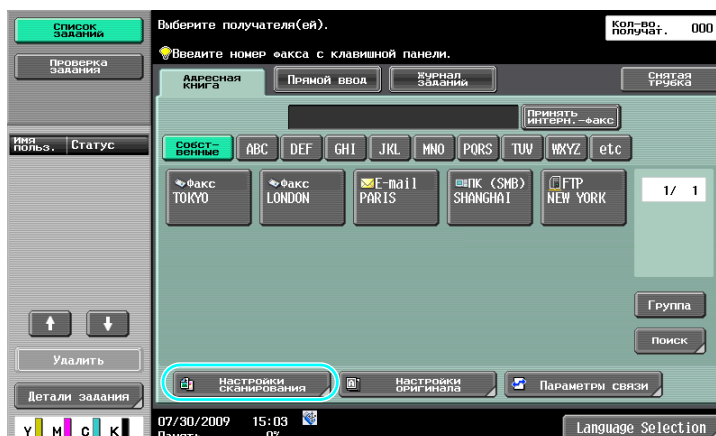 Список
заданий
Проверка
задания
Имя
польз.
Статус
Удалить
Детали задания
Y M C K
Выберите получателя(ей).
Кол-во.
получат. 000
Введите номер факса с клавишной панели.
Адресная
книга
Прямой ввод
Журнал
заданий
Снятая
трубка
Принять
интерн.-факс
Собст-
венные
ABC DEF GHI JKL MNO PQRS TUV WXYZ etc
Факс
TOKYO
Факс
LONDON
E-mail
PARIS
ПК (SMB)
SHANGHAI
FTP
NEW YORK
1/ 1
Группа
Поиск
Настройки
сканирования
Настройки
оригинала
Параметры связи
07/30/2009 15:03
Память 0%
Language Selection